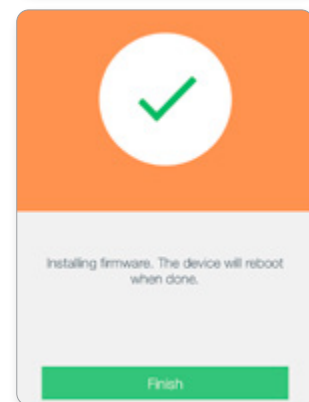 Installing firmware. The device will reboot
when done.
Finish